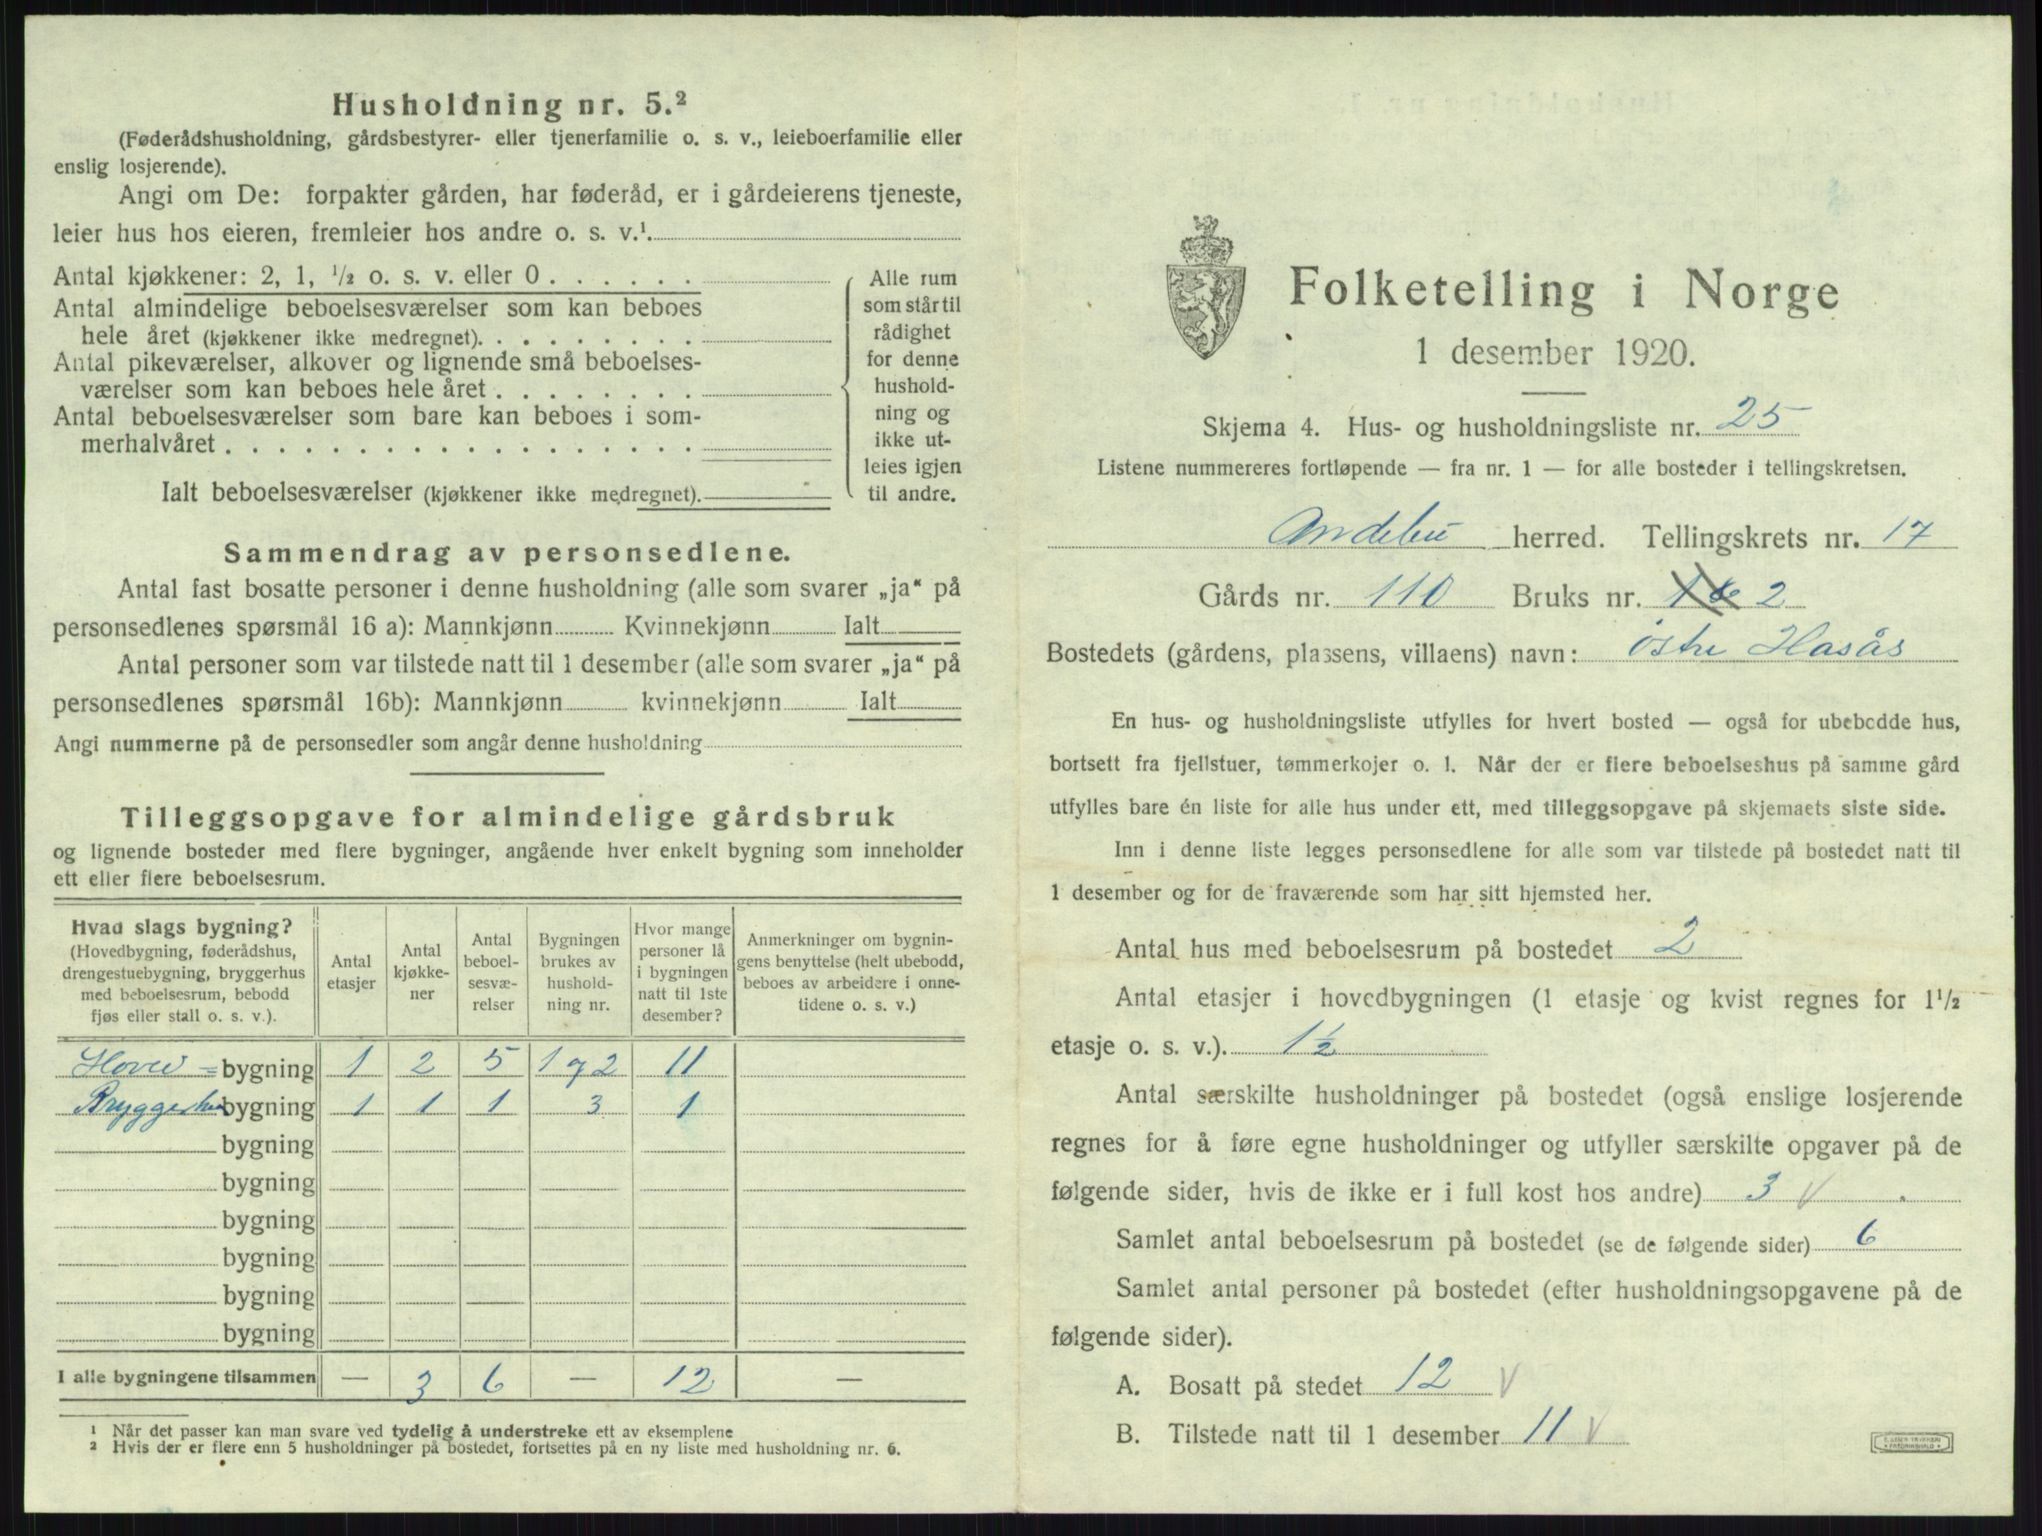 Husholdning nr. 5.²
(Føderådshusholdning, gårdsbestyrer- eller tjenerfamilie o. s. v., leieboerfamilie eller
enslig losjerende).
Angi om De: forpakter gården, har føderåd, er i gårdeierens tjeneste,
leier hus hos eieren, fremleier hos andre o. s. v.¹
Antal kjøkkener: 2, 1, ¹/₂ o. s. v. eller 0 . . . . . .
Antal almindelige beboelsesværelser som kan beboes
hele året (kjøkkener ikke medregnet). . . . . . . . .
Antal pikeværelser, alkover og lignende små beboelses-
værelser som kan beboes hele året . . . . . . . .
Antal beboelsesværelser som bare kan beboes i som-
merhalvåret . . . . . . . . . . . . . . . . . .
Ialt beboelsesværelser (kjøkkener ikke medregnet).
Alle rum
som står til
rådighet
for denne
hushold-
ning og
ikke ut-
leies igjen
til andre.
Sammendrag av personsedlene.
Antal fast bosatte personer i denne husholdning (alle som svarer „ja“ på
personsedlenes spørsmål 16 a): Mannkjønn Kvinnekjønn Ialt
Antal personer som var tilstede natt til 1 desember (alle som svarer „ja“ på
personsedlenes spørsmål 16b): Mannkjønn kvinnekjønn Ialt
Angi nummerne på de personsedler som angår denne husholdning
Tilleggsopgave for almindelige gårdsbruk
og lignende bosteder med flere bygninger, angående hver enkelt bygning som inneholder
ett eller flere beboelsesrum.
Hvad slags bygning?
(Hovedbygning, føderådshus,
drengestuebygning, bryggerhus
med beboelsesrum, bebodd
fjøs eller stall o. s. v.).
Antal
etasjer
Antal
kjøkke-
ner
Antal
beboel-
sesvæ-
relser
Bygningen
brukes av
hushold-
ning nr.
Hvor mange
personer lå
i bygningen
natt til 1ste
desember?
Anmerkninger om bygnin-
gens benyttelse (helt ubebodd,
beboes av arbeidere i onne-
tidene o. s. v.)
Hoved = bygning 1 2 5 1 og 2 11
Bryggerhus bygning 1 1 1 3 1
bygning
bygning
bygning
bygning
bygning
bygning
I alle bygningene tilsammen — 3 6 — 12 —
¹ Når det passer kan man svare ved tydelig å understreke ett av eksemplene
² Hvis der er flere enn 5 husholdninger på bostedet, fortsettes på en ny liste med husholdning nr. 6.
Folketelling i Norge
1 desember 1920.
Skjema 4. Hus- og husholdningsliste nr. 25
Listene nummereres fortløpende — fra nr. 1 — for alle bosteder i tellingskretsen.
Andebu herred. Tellingskrets nr. 17
Gårds nr. 110 Bruks nr. 2
Bostedets (gårdens, plassens, villaens) navn: østre Hasås
En hus- og husholdningsliste utfylles for hvert bosted — også for ubebodde hus,
bortsett fra fjellstuer, tømmerkojer o. l. Når der er flere beboelseshus på samme gård
utfylles bare én liste for alle hus under ett, med tilleggsopgave på skjemaets siste side.
Inn i denne liste legges personsedlene for alle som var tilstede på bostedet natt til
1 desember og for de fraværende som har sitt hjemsted her.
Antal hus med beboelsesrum på bostedet 2
Antal etasjer i hovedbygningen (1 etasje og kvist regnes for 1¹/₂
etasje o. s. v.). 1½
Antal særskilte husholdninger på bostedet (også enslige losjerende
regnes for å føre egne husholdninger og utfyller særskilte opgaver på de
følgende sider, hvis de ikke er i full kost hos andre) 3 √
Samlet antal beboelsesrum på bostedet (se de følgende sider) 6
Samlet antal personer på bostedet (efter husholdningsopgavene på de
følgende sider).
A. Bosatt på stedet 12 √
B. Tilstede natt til 1 desember 11 √